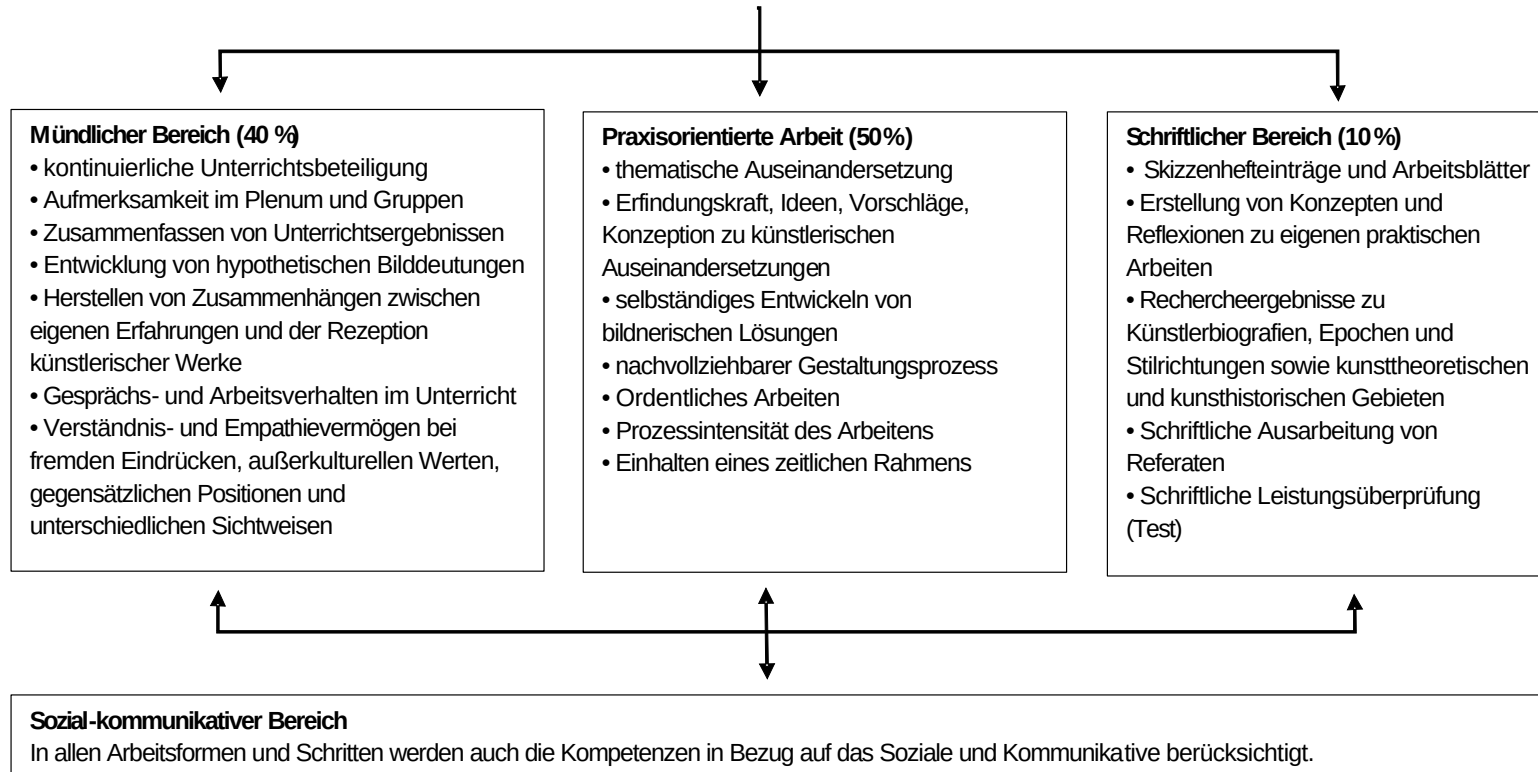 Mündlicher Bereich (40 %)
• kontinuierliche Unterrichtsbeteiligung
• Aufmerksamkeit im Plenum und Gruppen
• Zusammenfassen von Unterrichtsergebnissen
• Entwicklung von hypothetischen Bilddeutungen
• Herstellen von Zusammenhängen zwischen
eigenen Erfahrungen und der Rezeption
künstlerischer Werke
• Gesprächs- und Arbeitsverhalten im Unterricht
• Verständnis- und Empathievermögen bei
fremden Eindrücken, außerkulturellen Werten,
gegensätzlichen Positionen und
unterschiedlichen Sichtweisen
Praxisorientierte Arbeit (50%)
• thematische Auseinandersetzung
• Erfindungskraft, Ideen, Vorschläge,
Konzeption zu künstlerischen
Auseinandersetzungen
• selbständiges Entwickeln von
bildnerischen Lösungen
• nachvollziehbarer Gestaltungsprozess
• Ordentliches Arbeiten
• Prozessintensität des Arbeitens
• Einhalten eines zeitlichen Rahmens
Schriftlicher Bereich (10 %)
• Skizzenhefteinträge und Arbeitsblätter
• Erstellung von Konzepten und
Reflexionen zu eigenen praktischen
Arbeiten
• Rechercheergebnisse zu
Künstlerbiografien, Epochen und
Stilrichtungen sowie kunsttheoretischen
und kunsthistorischen Gebieten
• Schriftliche Ausarbeitung von
Referaten
• Schriftliche Leistungsüberprüfung
(Test)
Sozial-kommunikativer Bereich
In allen Arbeitsformen und Schritten werden auch die Kompetenzen in Bezug auf das Soziale und Kommunikative berücksichtigt.